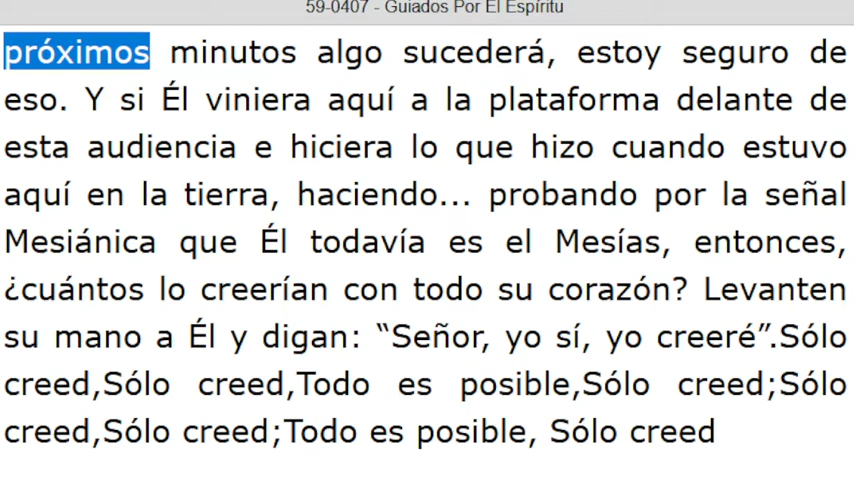 59-0407 - Guiados Por El Espíritu
próximos minutos algo sucederá, estoy seguro de
eso. Y si Él viniera aquí a la plataforma delante de
esta audiencia e hiciera lo que hizo cuando estuvo
aquí en la tierra, haciendo... probando por la señal
Mesiánica que Él todavía es el Mesías, entonces,
¿cuántos lo creerían con todo su corazón? Levanten
su mano a Él y digan: “Señor, yo sí, yo creeré”.Sólo
creed,Sólo creed,Todo es posible,Sólo creed;Sólo
creed,Sólo creed;Todo es posible, Sólo creed